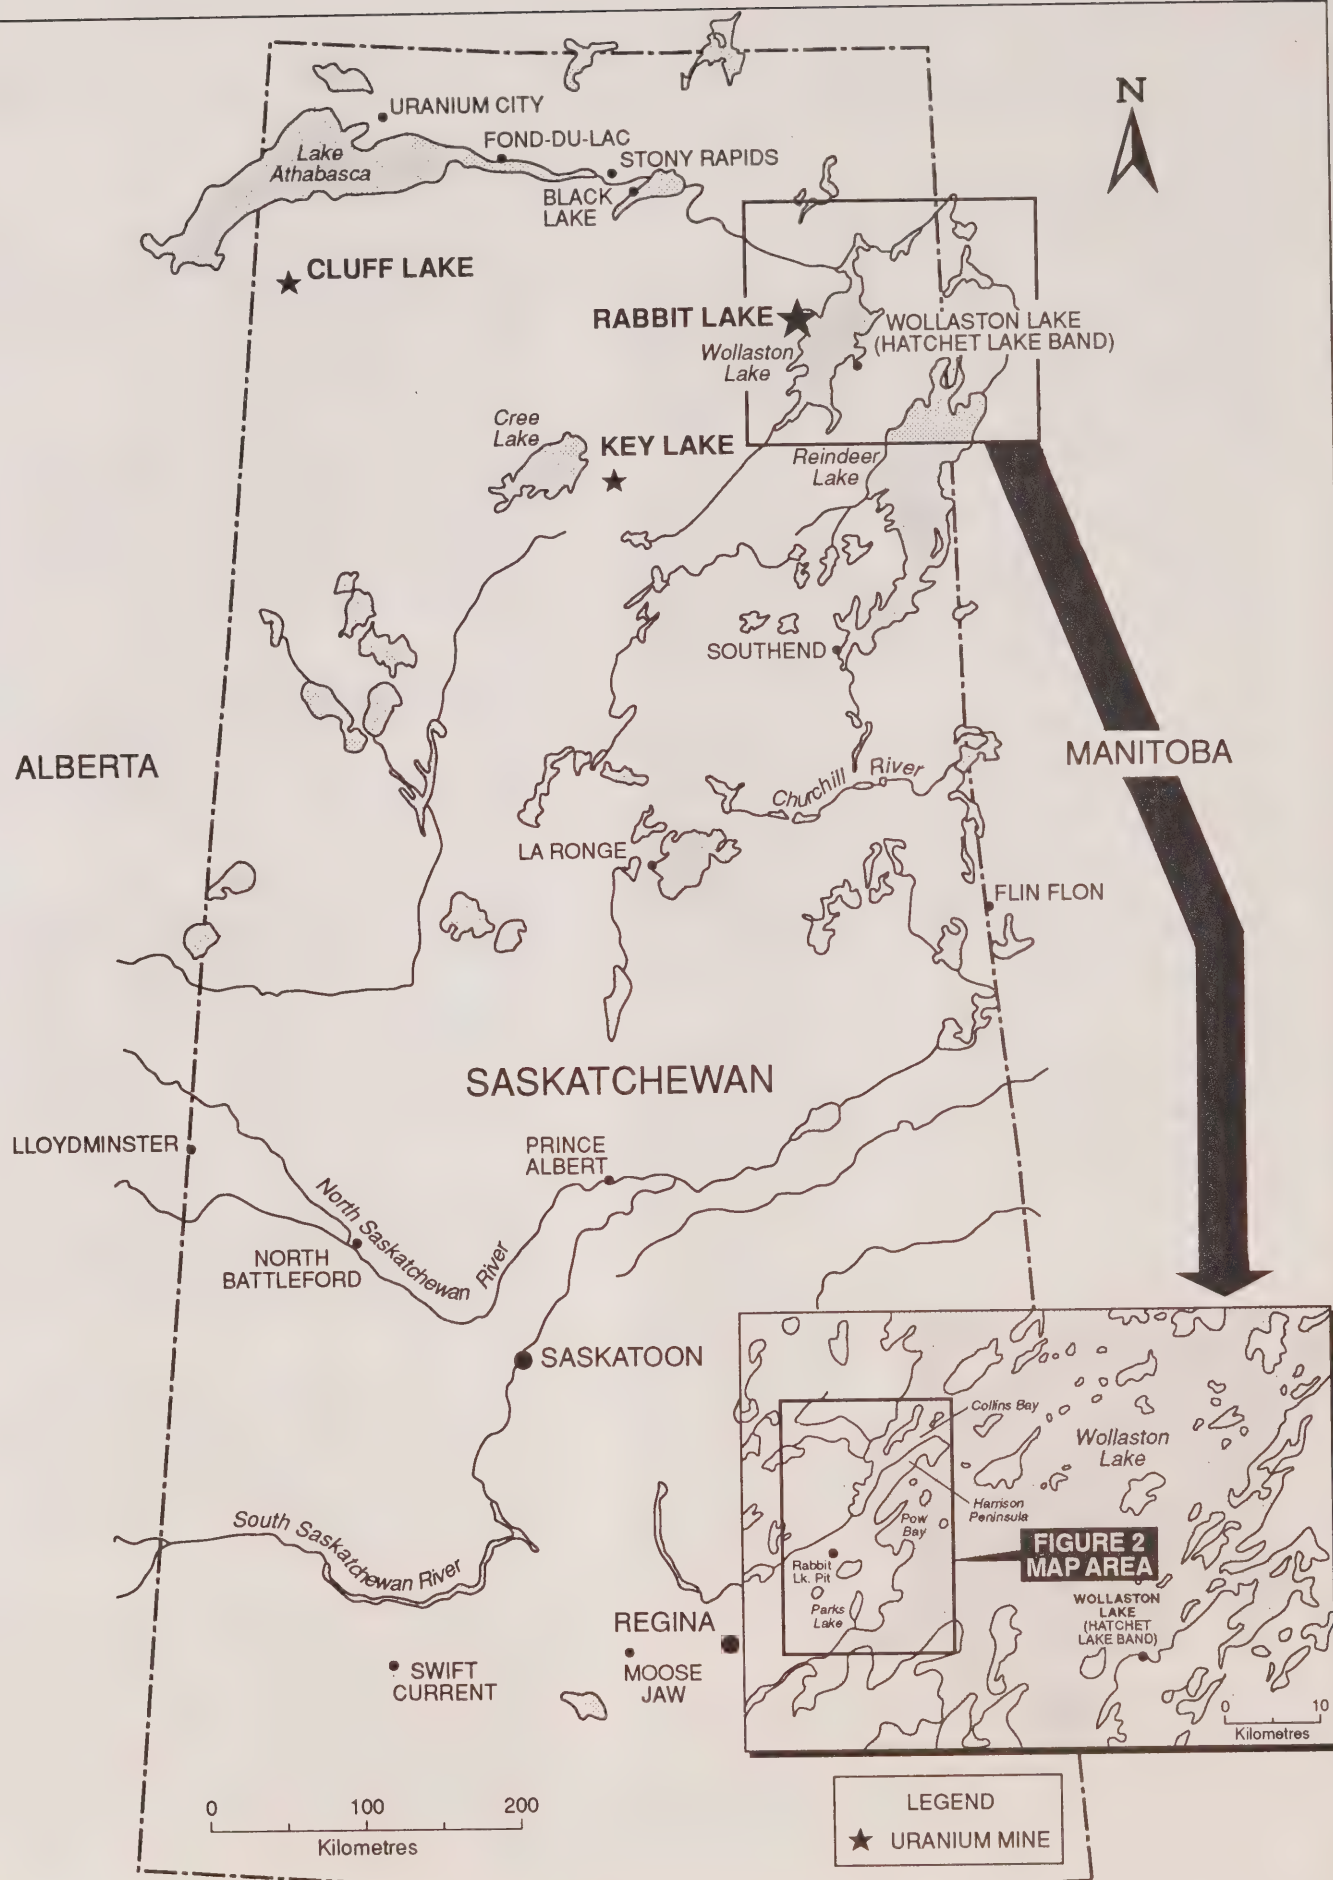 N
URANIUM CITY
Lake
Athabasca
FOND-DU-LAC
STONY RAPIDS
BLACK
LAKE
CLUFF LAKE
RABBIT LAKE
Wollaston
Lake
WOLLASTON LAKE
(HATCHET LAKE BAND)
Cree
Lake
KEY LAKE
Reindeer
Lake
SOUTHEND
ALBERTA
MANITOBA
Churchill River
LA RONGE
FLIN FLON
SASKATCHEWAN
LLOYDMINSTER
PRINCE
ALBERT
North Saskatchewan River
NORTH
BATTLEFORD
SASKATOON
South Saskatchewan River
REGINA
MOOSE
JAW
SWIFT
CURRENT
Collins Bay
Wollaston
Lake
Harrison
Peninsula
Pow
Bay
FIGURE 2
MAP AREA
Rabbit
Lk. Pit
Parks
Lake
WOLLASTON
LAKE
(HATCHET
LAKE BAND)
0 10
Kilometres
0 100 200
Kilometres
LEGEND
★ URANIUM MINE